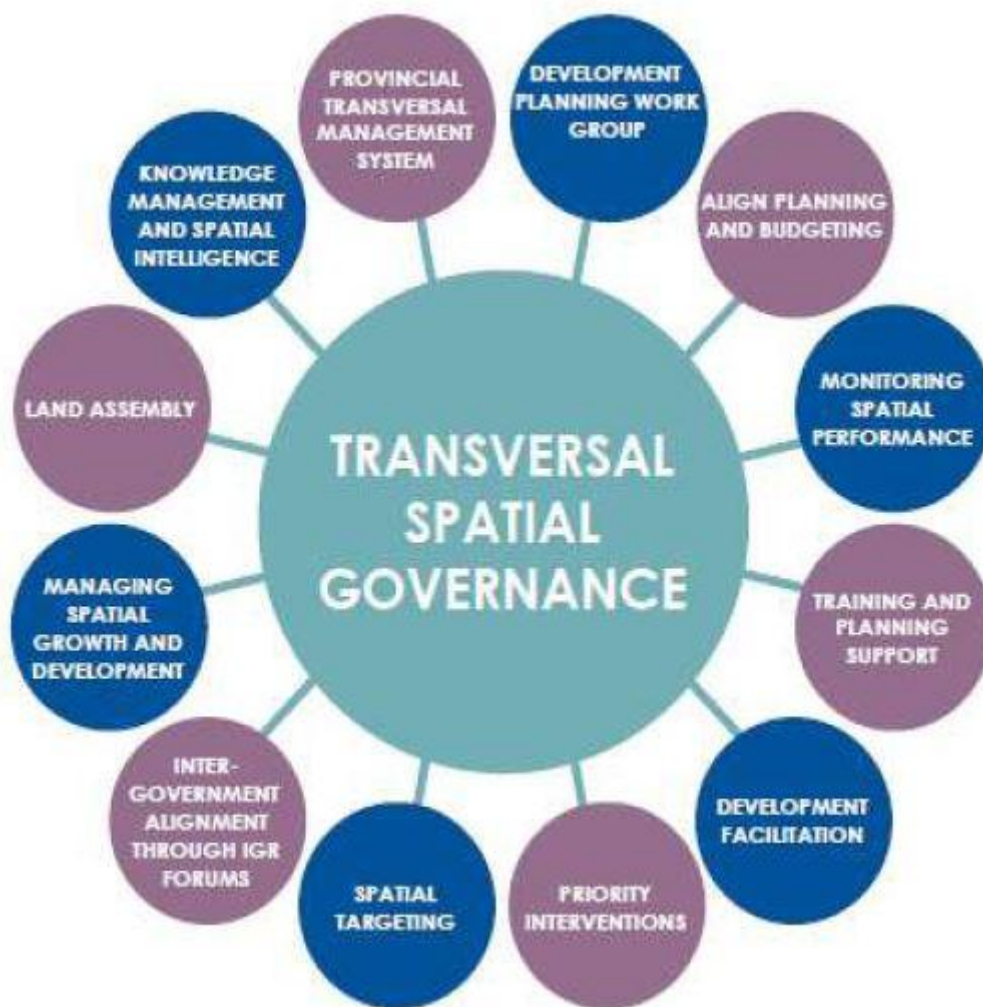 PROVINCIAL
TRANSVERSAL
MANAGEMENT
SYSTEM
DEVELOPMENT
PLANNING WORK
GROUP
ALIGN PLANNING
AND BUDGETING
MONITORING
SPATIAL
PERFORMANCE
TRAINING AND
PLANNING
SUPPORT
DEVELOPMENT
FACILITATION
PRIORITY
INTERVENTIONS
SPATIAL
TARGETING
INTER-
GOVERNMENT
ALIGNMENT
THROUGH IGR
FORUMS
MANAGING
SPATIAL
GROWTH AND
DEVELOPMENT
LAND ASSEMBLY
KNOWLEDGE
MANAGEMENT
AND SPATIAL
INTELLIGENCE
TRANSVERSAL
SPATIAL
GOVERNANCE